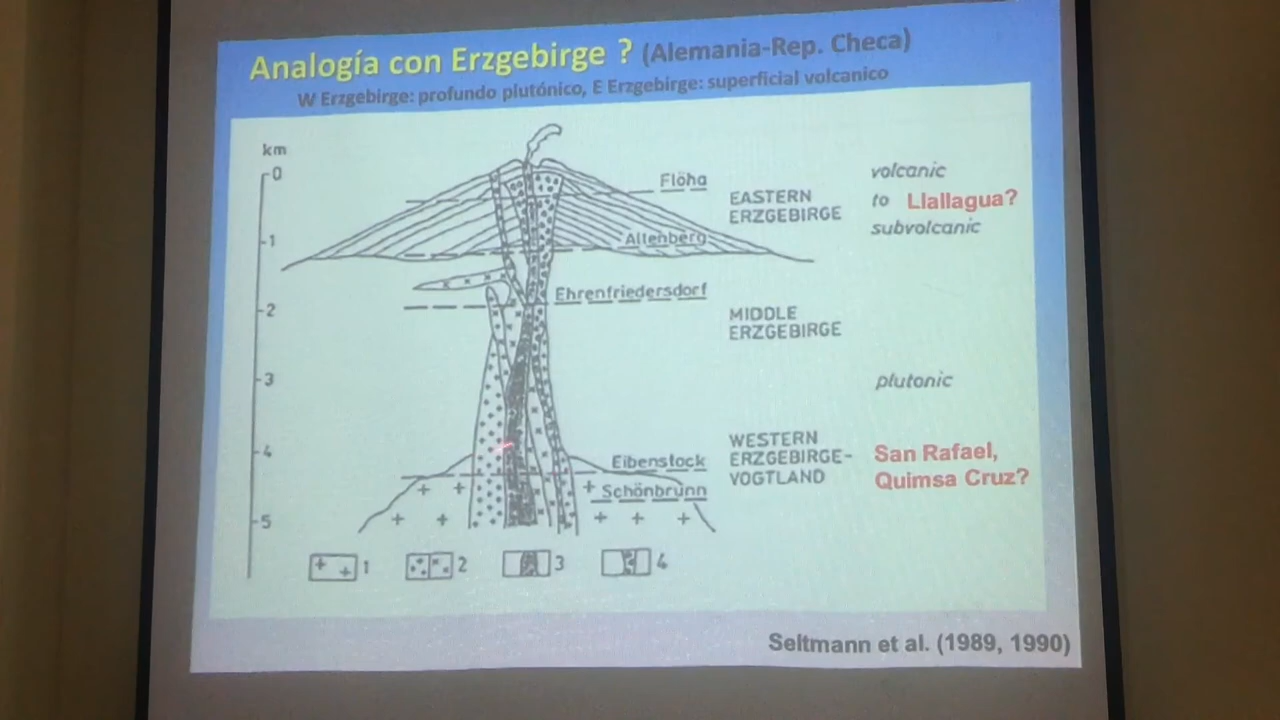 Analogía con Erzgebirge ? (Alemania-Rep. Checa)
W Erzgebirge: profundo plutónico, E Erzgebirge: superficial volcanico
km
0
1
2
3
4
5
Flöha
Altenberg
Ehrenfriedersdorf
Eibenstock
Schönbrunn
EASTERN
ERZGEBIRGE
MIDDLE
ERZGEBIRGE
WESTERN
ERZGEBIRGE-
VOGTLAND
volcanic
to Llallagua?
subvolcanic
plutonic
San Rafael,
Quimsa Cruz?
1 2 3 4
Seltmann et al. (1989, 1990)